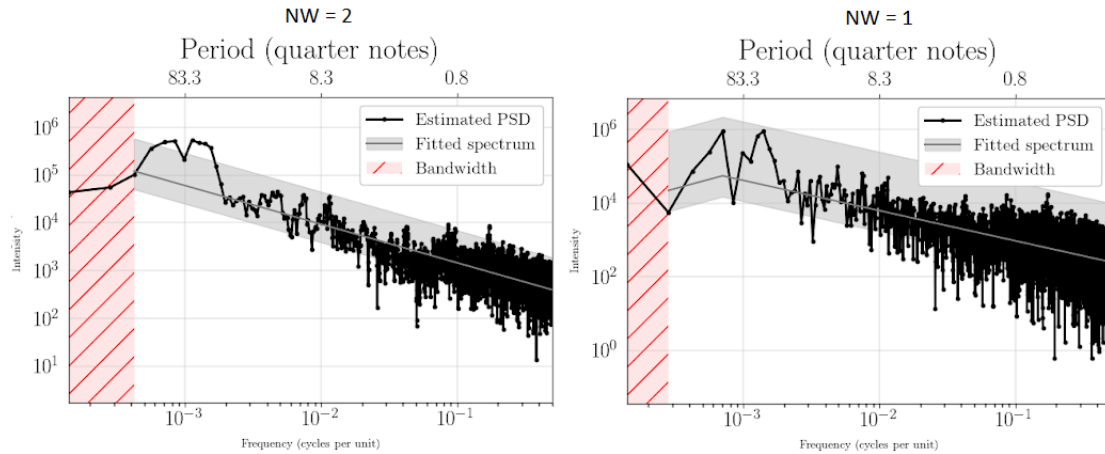 NW = 2
Period (quarter notes)
83.3 8.3 0.8
Estimated PSD
Fitted spectrum
Bandwidth
10^6
10^5
10^4
10^3
10^2
10^1
Intensity
10^-3 10^-2 10^-1
Frequency (cycles per unit)
NW = 1
Period (quarter notes)
83.3 8.3 0.8
Estimated PSD
Fitted spectrum
Bandwidth
10^6
10^4
10^2
10^0
Intensity
10^-3 10^-2 10^-1
Frequency (cycles per unit)